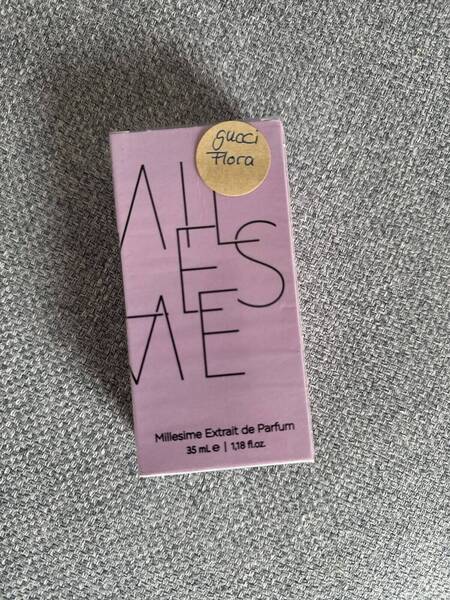 Gucci
Flora
Millesime Extrait de Parfum
35 mL e | 1,18 fl.oz.